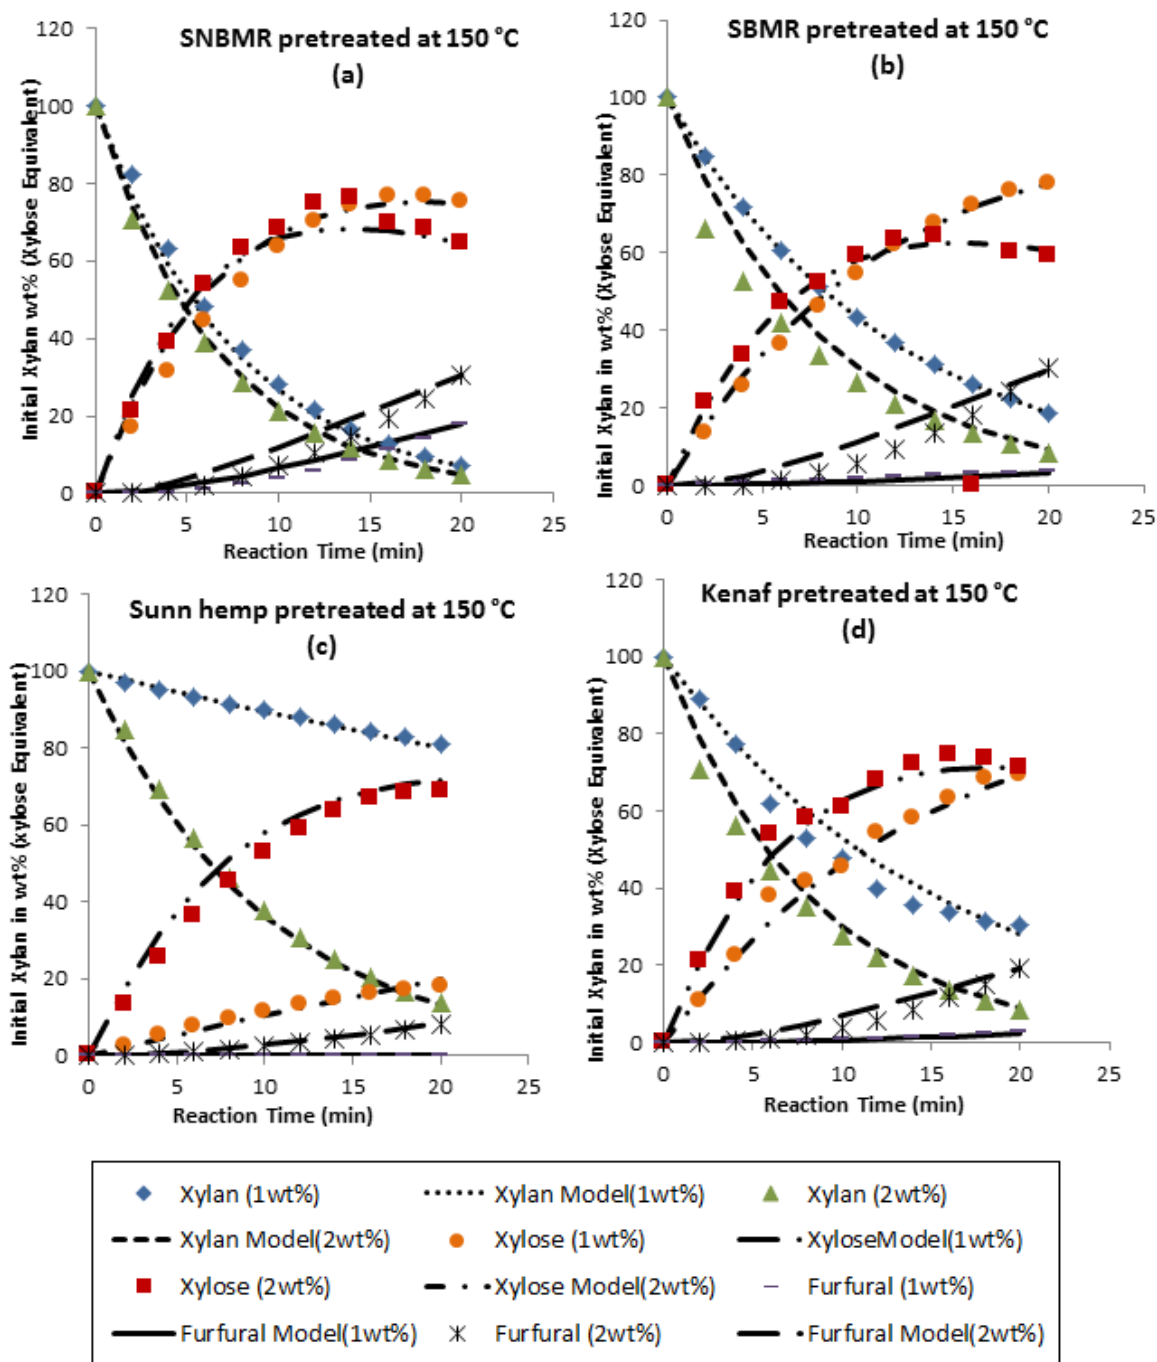 SNBMR pretreated at 150 °C
(a)
Initial Xylan wt% (Xylose Equivalent)
120
100
80
60
40
20
0
0 5 10 15 20 25
Reaction Time (min)
SBMR pretreated at 150 °C
(b)
Initial Xylan in wt% (Xylose Equivalent)
120
100
80
60
40
20
0
0 5 10 15 20 25
Reaction Time (min)
Sunn hemp pretreated at 150 °C
(c)
Initial Xylan in wt% (xylose Equivalent)
120
100
80
60
40
20
0
0 5 10 15 20 25
Reaction Time (min)
Kenaf pretreated at 150 °C
(d)
Initial Xylan in wt% (Xylose Equivalent)
120
100
80
60
40
20
0
0 5 10 15 20 25
Reaction Time (min)
Xylan (1wt%) Xylan Model(1wt%) Xylan (2wt%)
Xylan Model(2wt%) Xylose (1wt%) XyloseModel(1wt%)
Xylose (2wt%) Xylose Model(2wt%) Furfural (1wt%)
Furfural Model(1wt%) Furfural (2wt%) Furfural Model(2wt%)